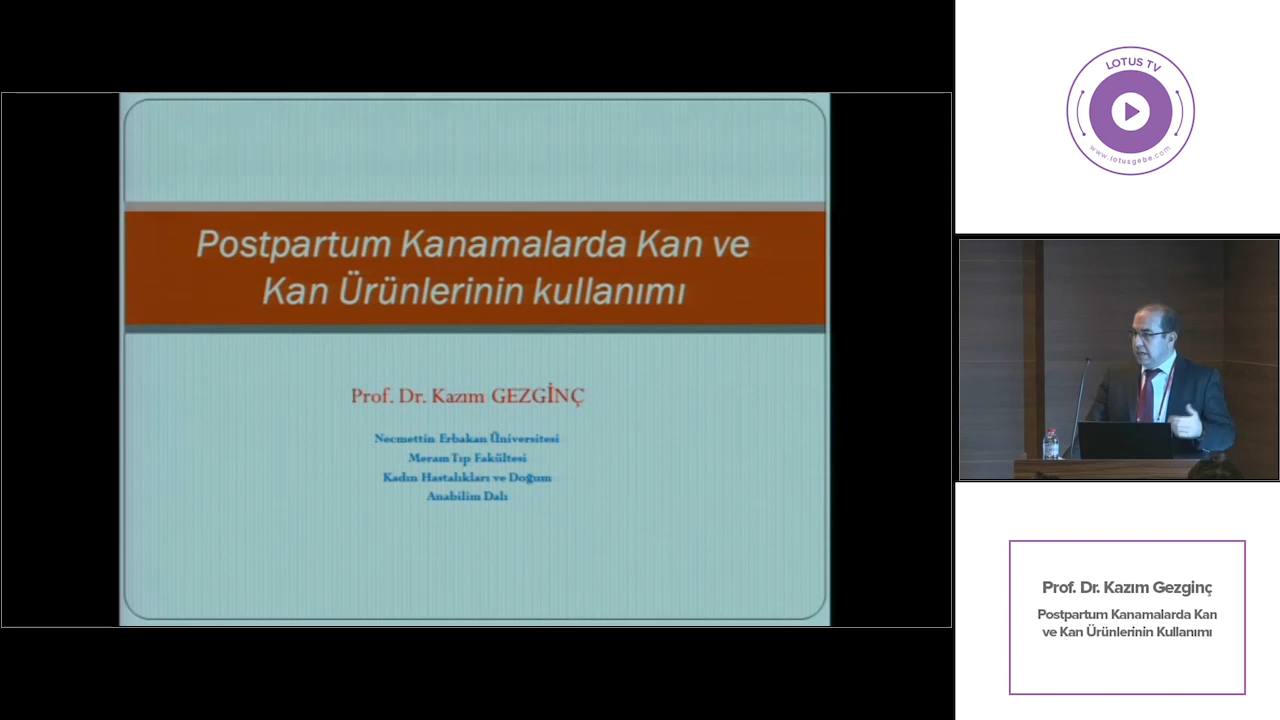 Postpartum Kanamalarda Kan ve
Kan Ürünlerinin kullanımı
Prof. Dr. Kazım GEZGİNÇ
Necmettin Erbakan Üniversitesi
Meram Tıp Fakültesi
Kadın Hastalıkları ve Doğum
Anabilim Dalı
LOTUS TV
www.lotusgebe.com
Prof. Dr. Kazım Gezginç
Postpartum Kanamalarda Kan
ve Kan Ürünlerinin Kullanımı